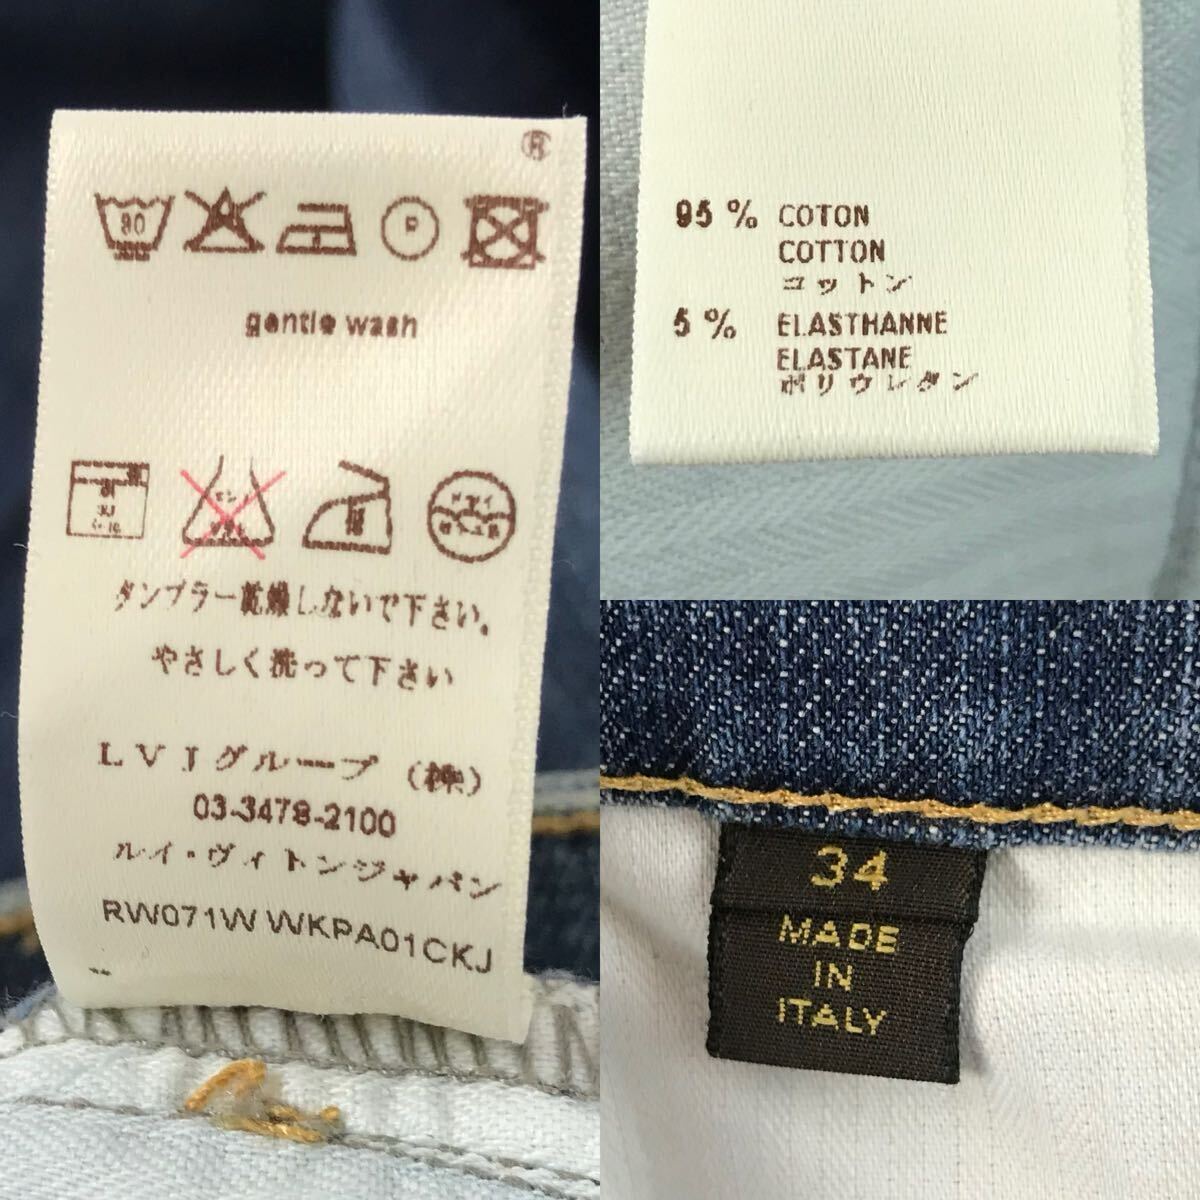 ®
P
gentle wash
タンブラー乾燥しないで下さい。
やさしく洗って下さい
LVJグループ（株）
03-3478-2100
ルイ・ヴィトンジャパン
RW071W WKPA01CKJ
95 % COTON
COTTON
コットン
5 % ELASTHANNE
ELASTANE
ポリウレタン
34
MADE
IN
ITALY